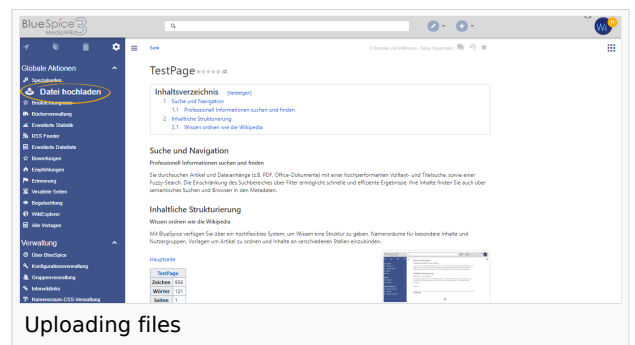 BlueSpice 3
MediaWiki
WI
Seite
TestPage (0)
Globale Aktionen
Spezialseiten
Datei hochladen
Beobachtungsliste
Bücherverwaltung
Erweiterte Statistik
RSS Feeder
Erweiterte Dateiliste
Bewertungen
Empfehlungen
Erinnerung
Veraltete Seiten
Begutachtung
WikiExplorer
Alle Vorlagen
Verwaltung
Über BlueSpice
Konfigurationsverwaltung
Gruppenverwaltung
Interwikilinks
Namensraum-CSS-Verwaltung
Inhaltsverzeichnis [Verbergen]
1 Suche und Navigation
1.1 Professionell Informationen suchen und finden
2 Inhaltliche Strukturierung
2.1 Wissen ordnen wie die Wikipedia
Suche und Navigation
Professionell Informationen suchen und finden
Sie durchsuchen Artikel und Dateianhänge (z.B. PDF, Office-Dokumente) mit einer hochperformanten Volltext- und Titelsuche, sowie einer
Fuzzy-Search. Die Einschränkung des Suchbereiches über Filter ermöglicht schnelle und effiziente Ergebnisse. Ihre Inhalte finden Sie auch über
semantisches Suchen und Browsen in den Metadaten.
Inhaltliche Strukturierung
Wissen ordnen wie die Wikipedia
Mit BlueSpice verfügen Sie über ein hochflexibles System, um Wissen eine Struktur zu geben. Namensräume für besondere Inhalte und
Nutzergruppen, Vorlagen um Artikel zu ordnen und Inhalte an verschiedenen Stellen einzubinden.
Hauptseite
TestPage
Zeichen 956
Wörter 121
Seiten 1
Uploading files